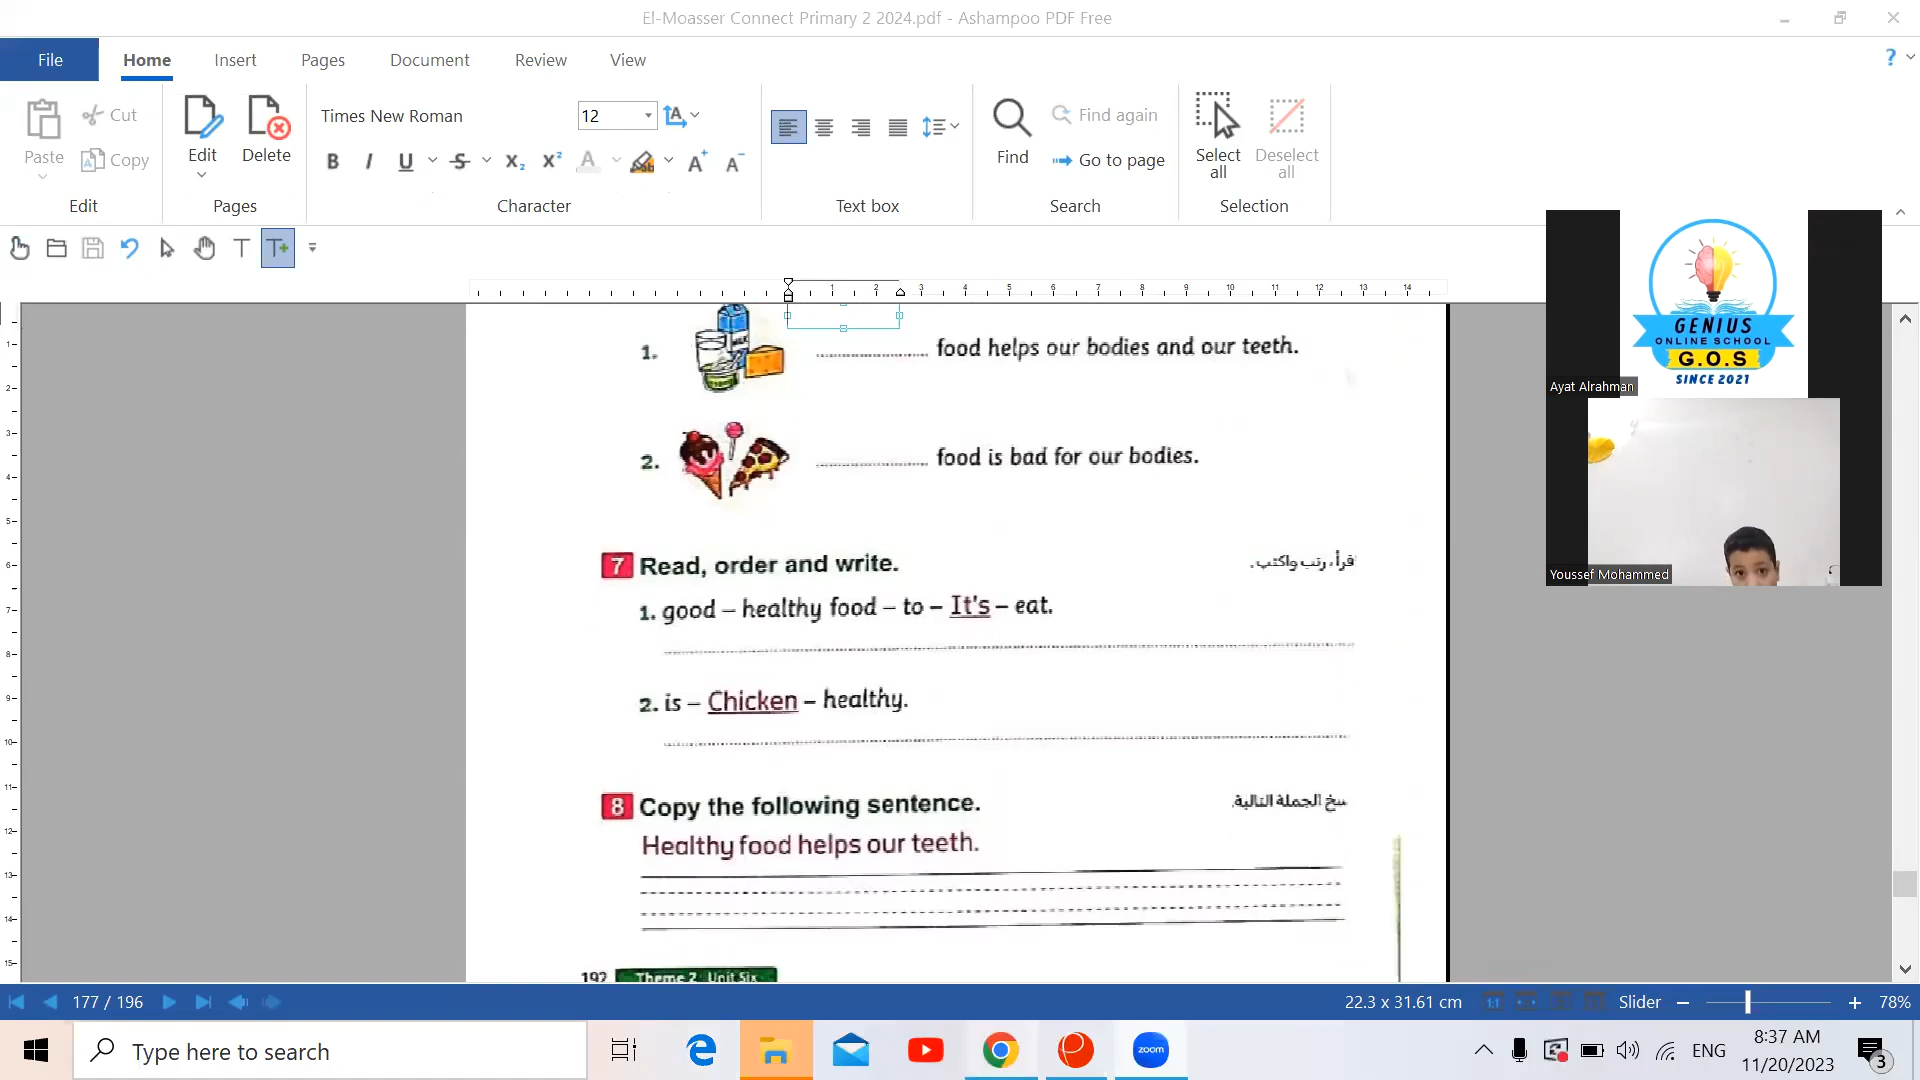 El-Moasser Connect Primary 2 2024.pdf - Ashampoo PDF Free
File Home Insert Pages Document Review View
Paste Cut Copy Edit
Edit Delete Pages
Times New Roman 12
Character
Text box
Find Find again Go to page Search
Select all Deselect all Selection
1. ............ food helps our bodies and our teeth.
2. ............ food is bad for our bodies.
7 Read, order and write. اقرأ، رتب واكتب.
1. good – healthy food – to – It's – eat.
2. is – Chicken – healthy.
8 Copy the following sentence. نسخ الجملة التالية.
Healthy food helps our teeth.
192 Theme 2 Unit Six
GENIUS
ONLINE SCHOOL
G.O.S
SINCE 2021
Ayat Alrahman
Youssef Mohammed
177 / 196
22.3 x 31.61 cm 1:1 Slider 78%
Type here to search
zoom
ENG
8:37 AM
11/20/2023
3